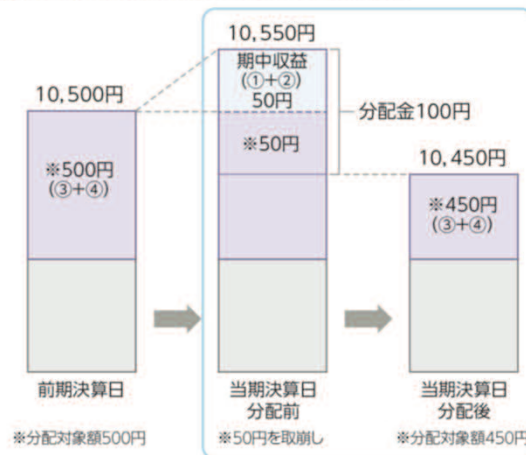 10,500円
※500円
(③+④)
前期決算日
※分配対象額500円
10,550円
期中収益
(①+②)
50円
※50円
分配金100円
当期決算日
分配前
※50円を取崩し
10,450円
※450円
(③+④)
当期決算日
分配後
※分配対象額450円